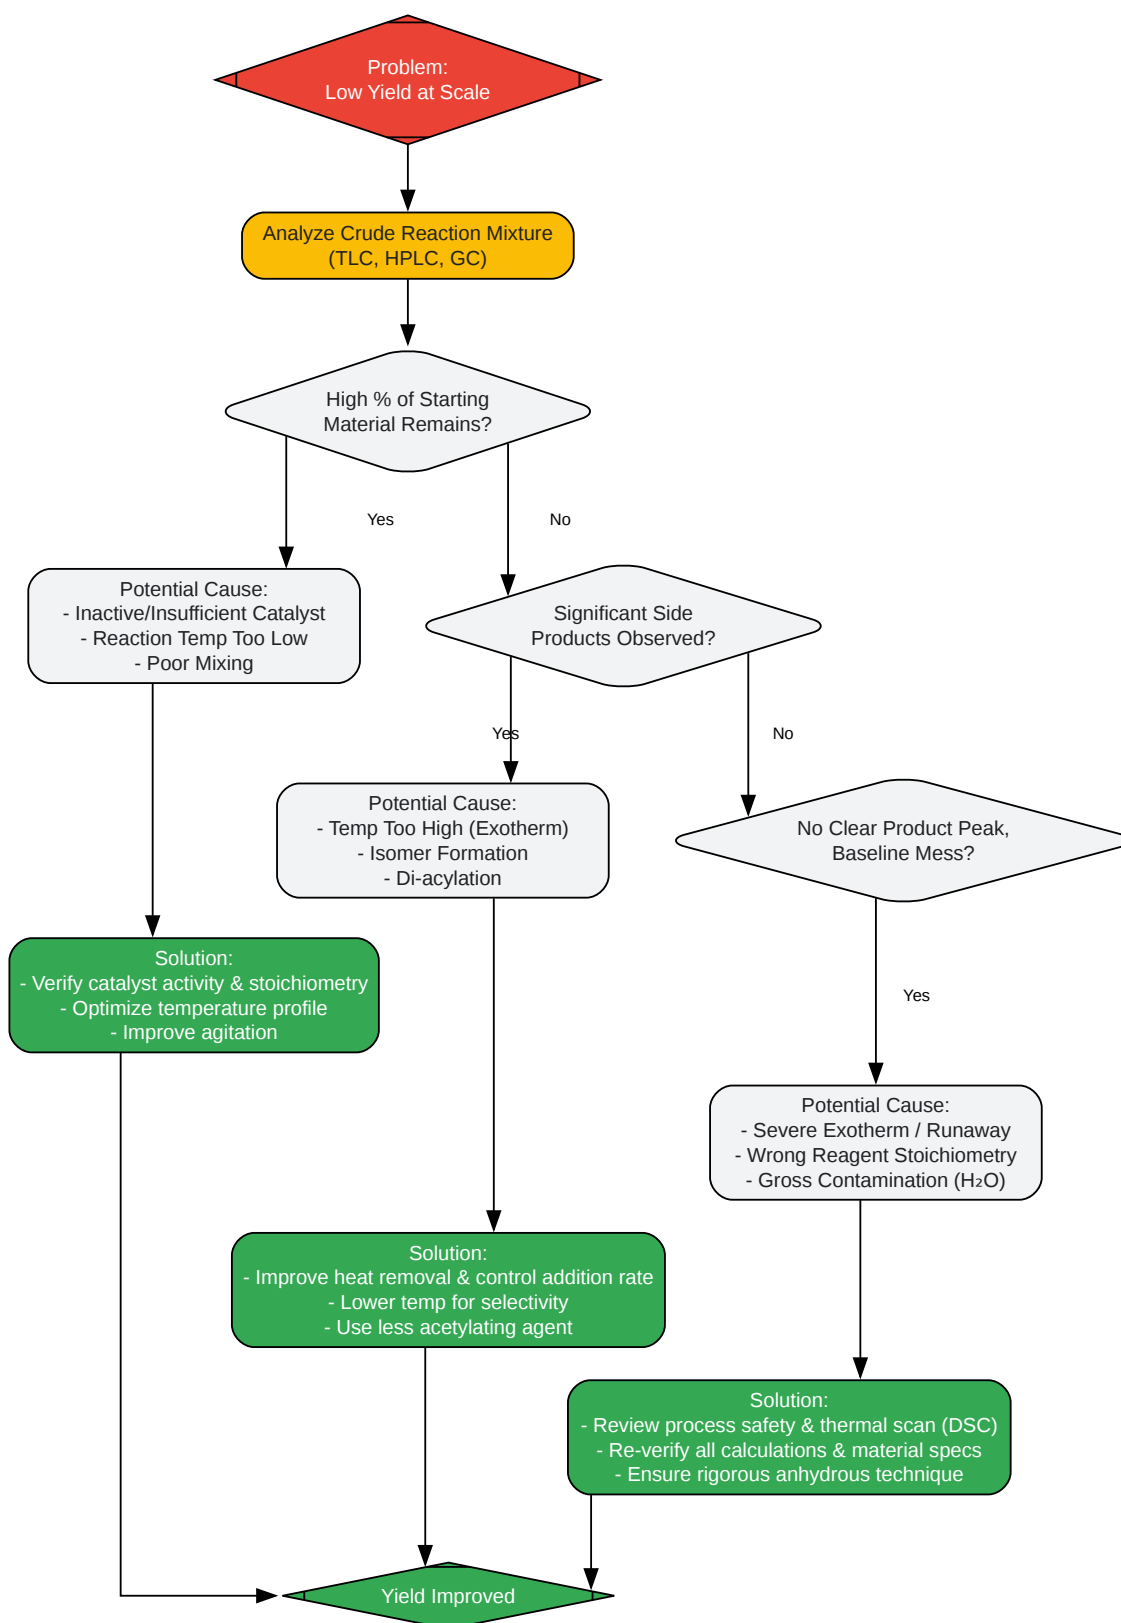 Problem:
Low Yield at Scale
Analyze Crude Reaction Mixture
(TLC, HPLC, GC)
High % of Starting
Material Remains?
Yes
No
Potential Cause:
- Inactive/Insufficient Catalyst
- Reaction Temp Too Low
- Poor Mixing
Significant Side
Products Observed?
Yes
No
Potential Cause:
- Temp Too High (Exotherm)
- Isomer Formation
- Di-acylation
No Clear Product Peak,
Baseline Mess?
Solution:
- Verify catalyst activity & stoichiometry
- Optimize temperature profile
- Improve agitation
Yes
Potential Cause:
- Severe Exotherm / Runaway
- Wrong Reagent Stoichiometry
- Gross Contamination (H₂O)
Solution:
- Improve heat removal & control addition rate
- Lower temp for selectivity
- Use less acetylating agent
Solution:
- Review process safety & thermal scan (DSC)
- Re-verify all calculations & material specs
- Ensure rigorous anhydrous technique
Yield Improved